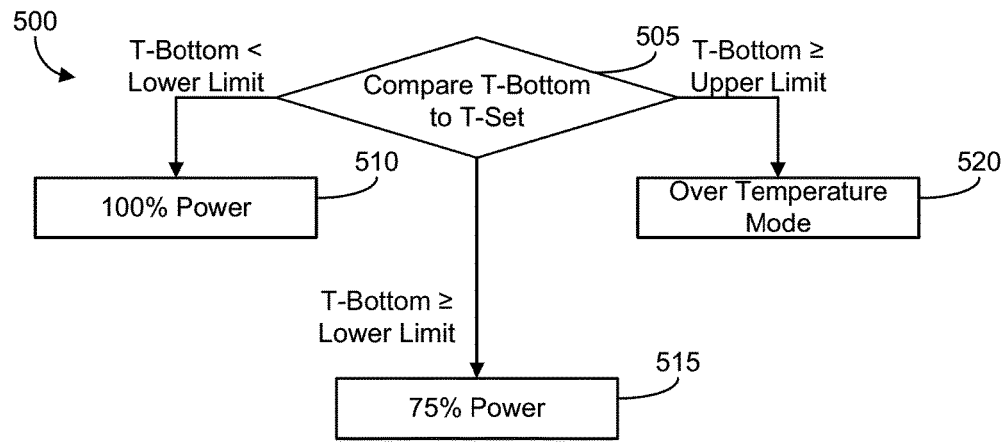 500
T-Bottom <
Lower Limit
505
Compare T-Bottom
to T-Set
T-Bottom ≥
Upper Limit
510
100% Power
520
Over Temperature
Mode
T-Bottom ≥
Lower Limit
515
75% Power